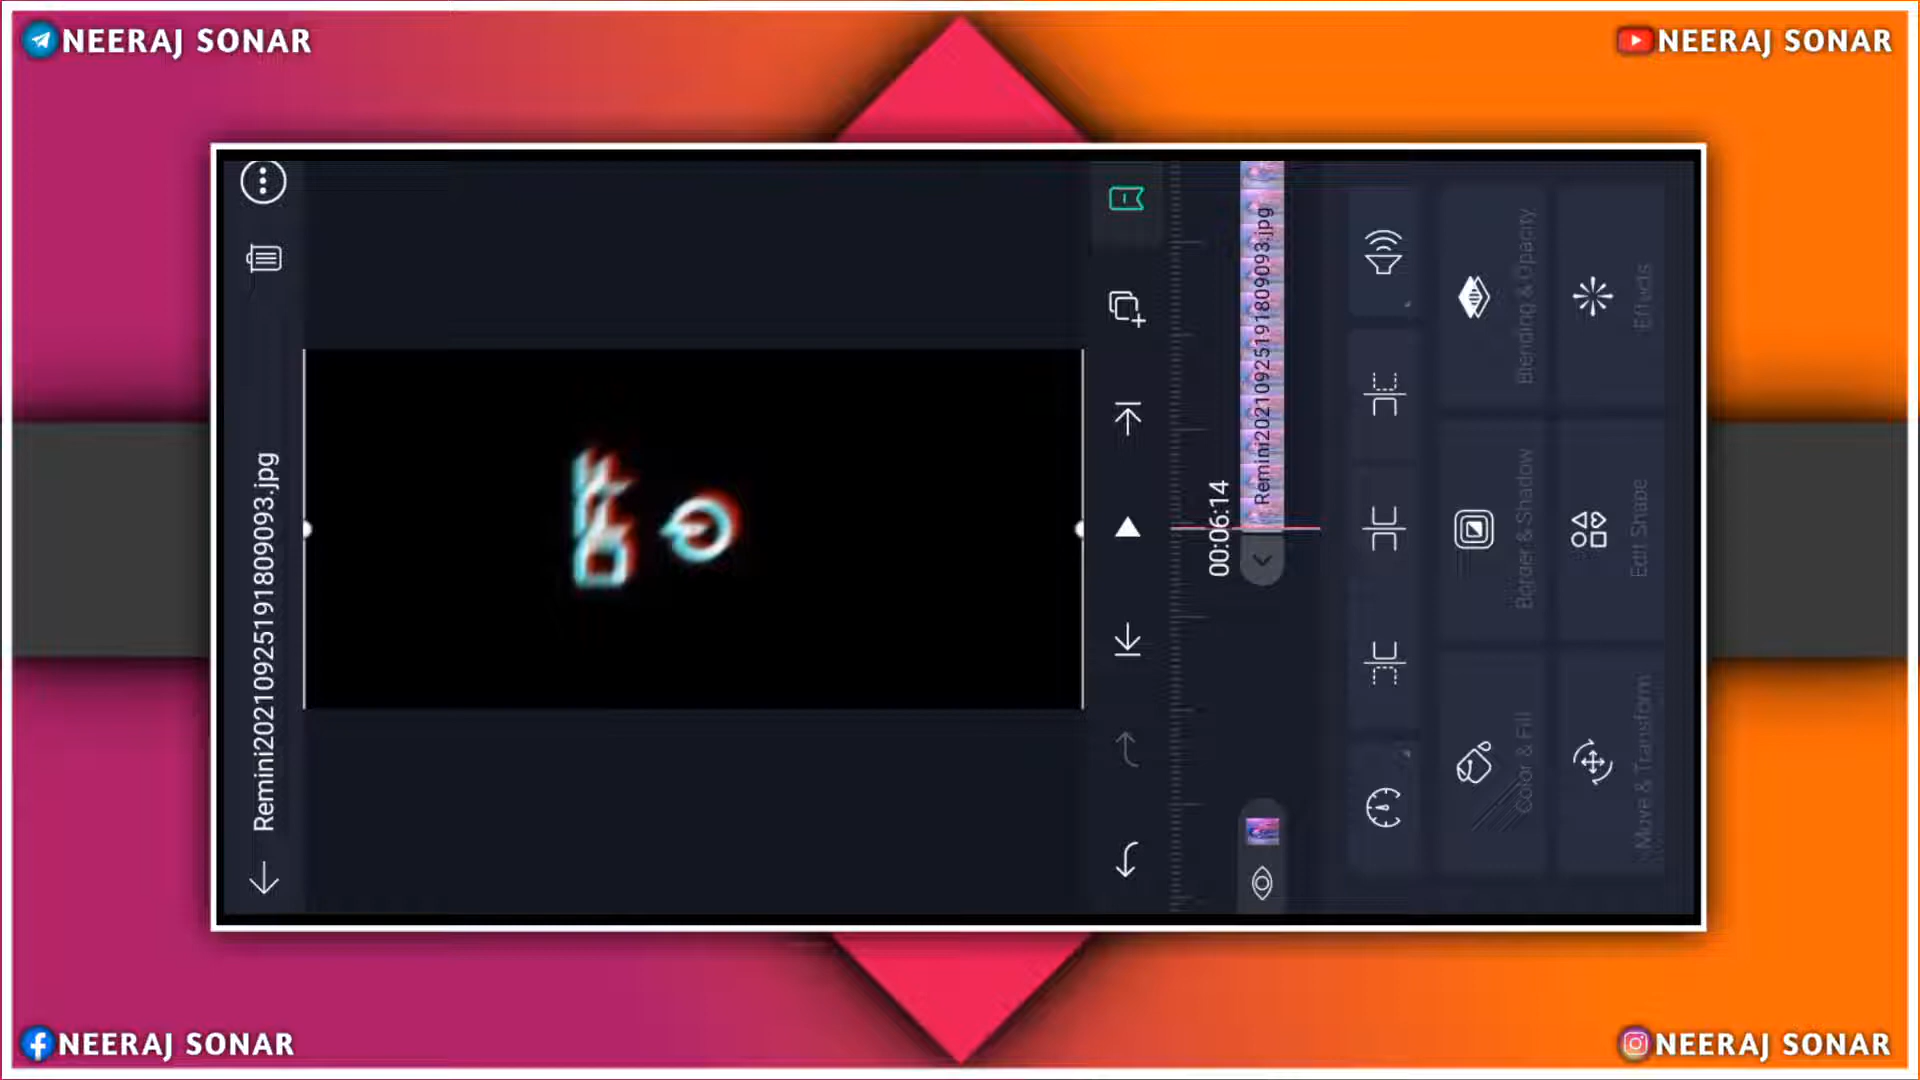 NEERAJ SONAR
NEERAJ SONAR
Remini20210925191809093.jpg
00:06:14
Remini20210925191809093.jpg
Blending & Opacity
Effects
Border & Shadow
Edit Shape
Color & Fill
Move & Transform
NEERAJ SONAR
NEERAJ SONAR